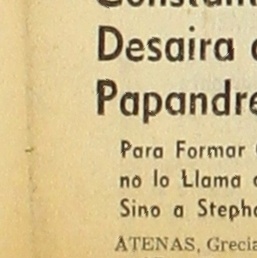 Desaira
Papandre
Para Formar
no lo Llama
Sino a Steph
ATENAS, Grecia